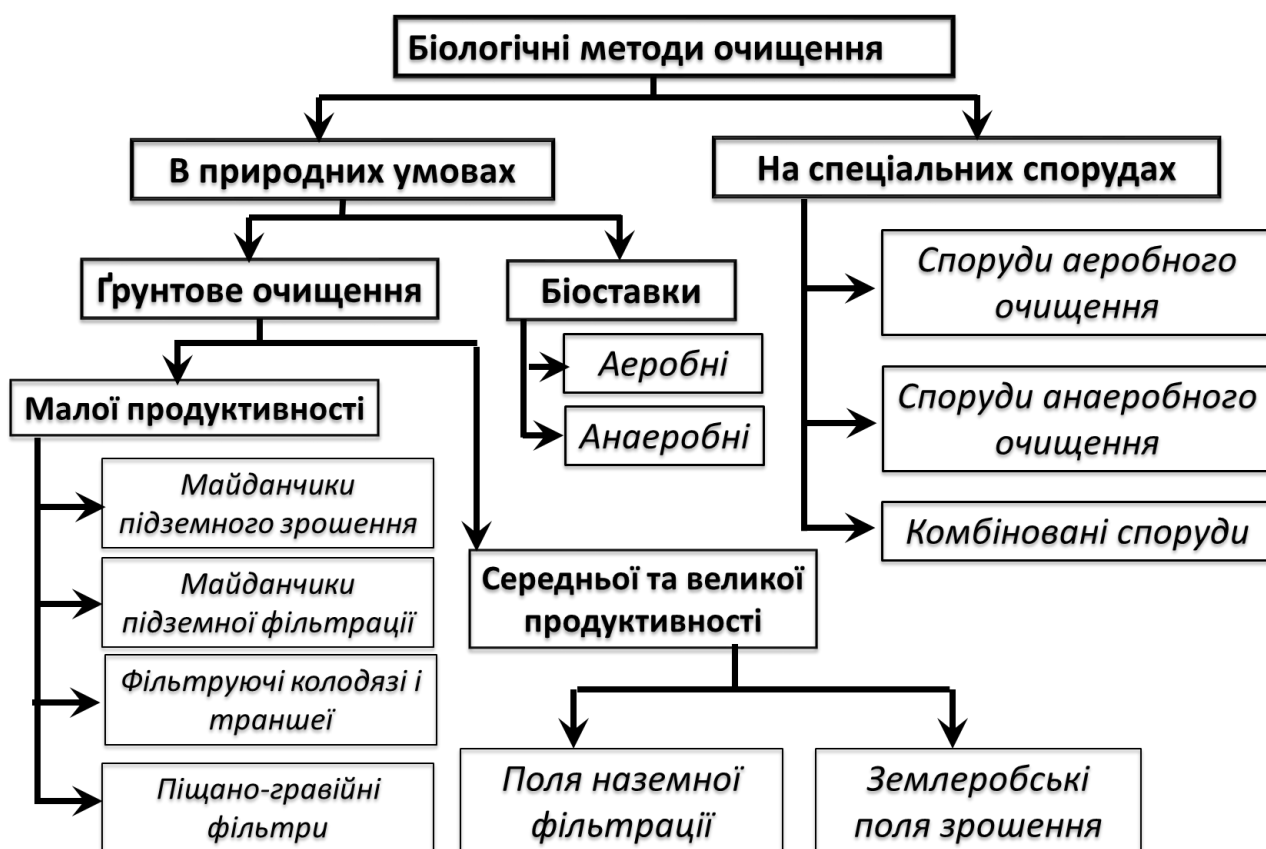 Біологічні методи очищення
В природних умовах
На спеціальних спорудах
Ґрунтове очищення
Біоставки
Споруди аеробного
очищення
Аеробні
Анаеробні
Споруди анаеробного
очищення
Малої продуктивності
Майданчики
підземного зрошення
Комбіновані споруди
Середньої та великої
продуктивності
Майданчики
підземної фільтрації
Фільтруючі колодязі і
траншеї
Піщано-гравійні
фільтри
Поля наземної
фільтрації
Землеробські
поля зрошення